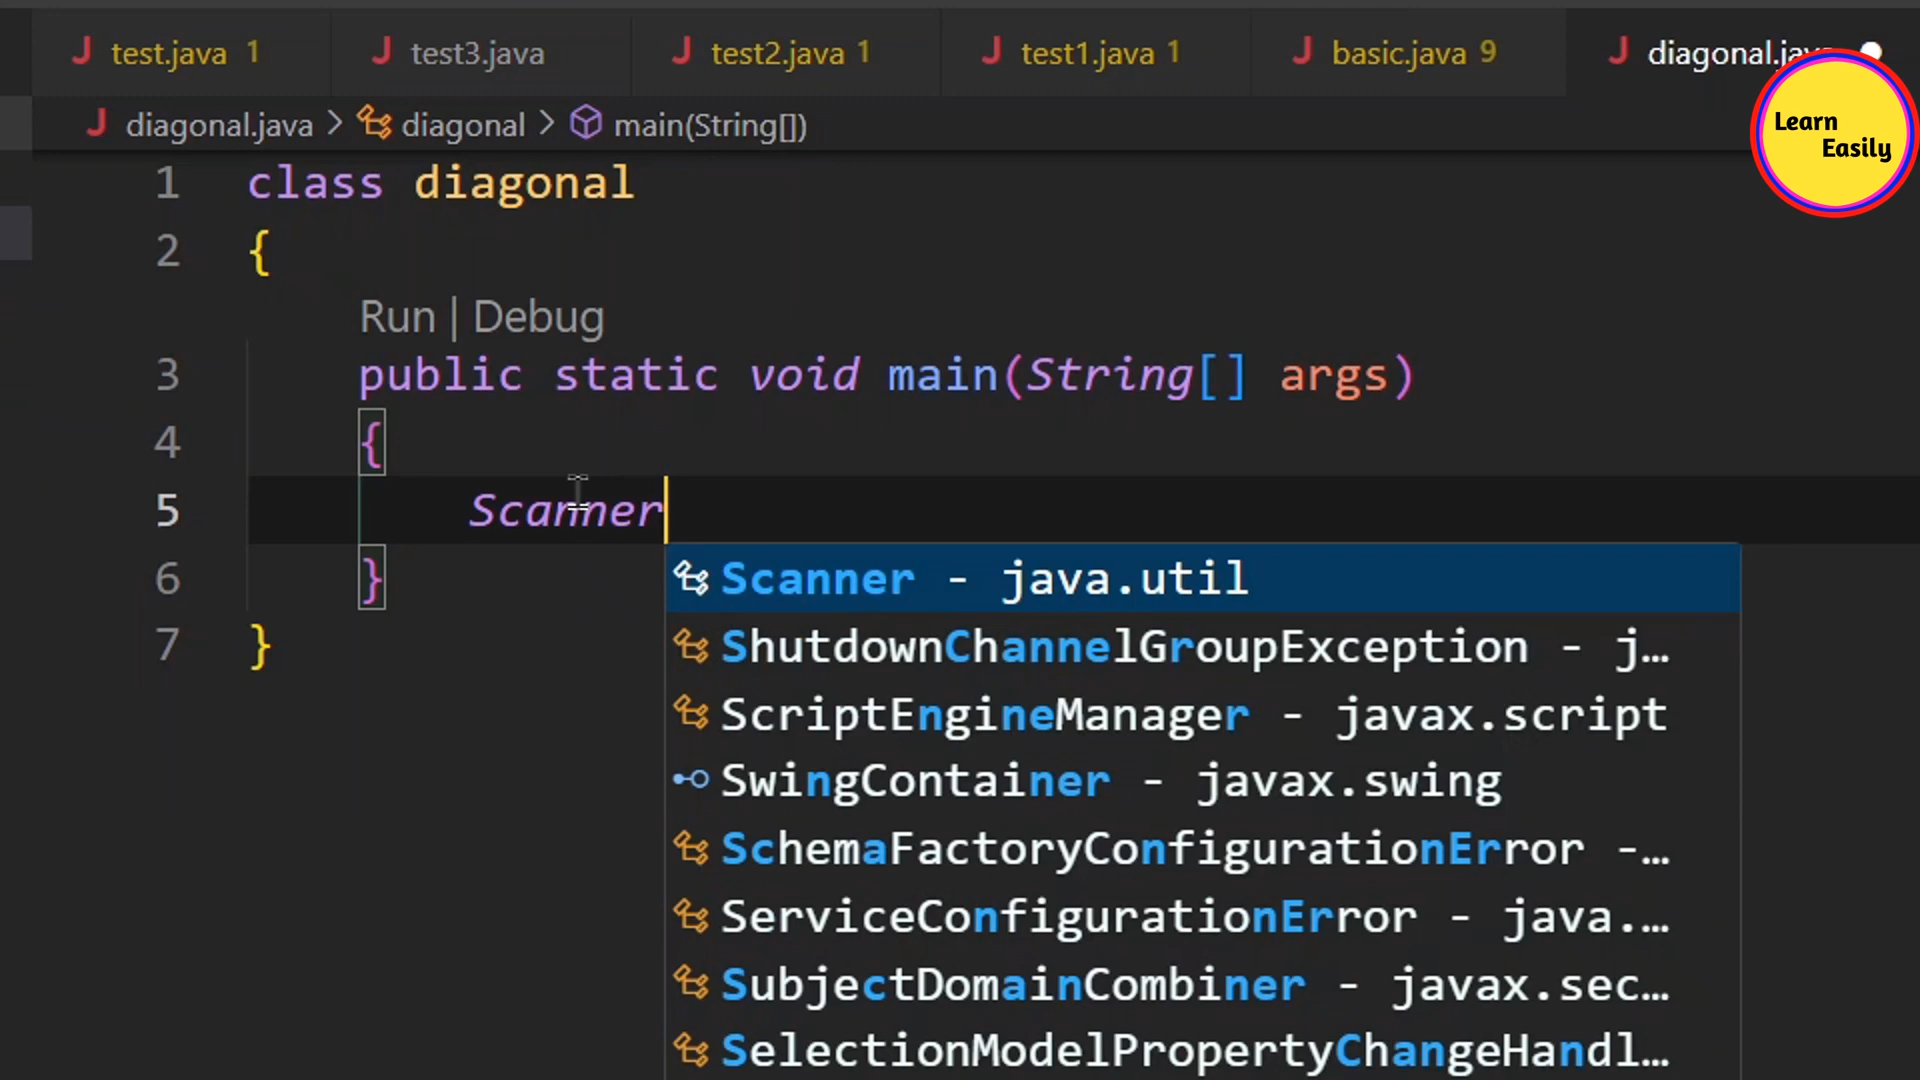 test.java 1 test3.java test2.java 1 test1.java 1 basic.java 9 diagonal.java
Learn
Easily
diagonal.java > diagonal > main(String[])
1 class diagonal
2 {
Run | Debug
3 public static void main(String[] args)
4 {
5 Scanner
Scanner - java.util
6 }
ShutdownChannelGroupException - j…
7 }
ScriptEngineManager - javax.script
SwingContainer - javax.swing
SchemaFactoryConfigurationError -…
ServiceConfigurationError - java.…
SubjectDomainCombiner - javax.sec…
SelectionModelPropertyChangeHandl…